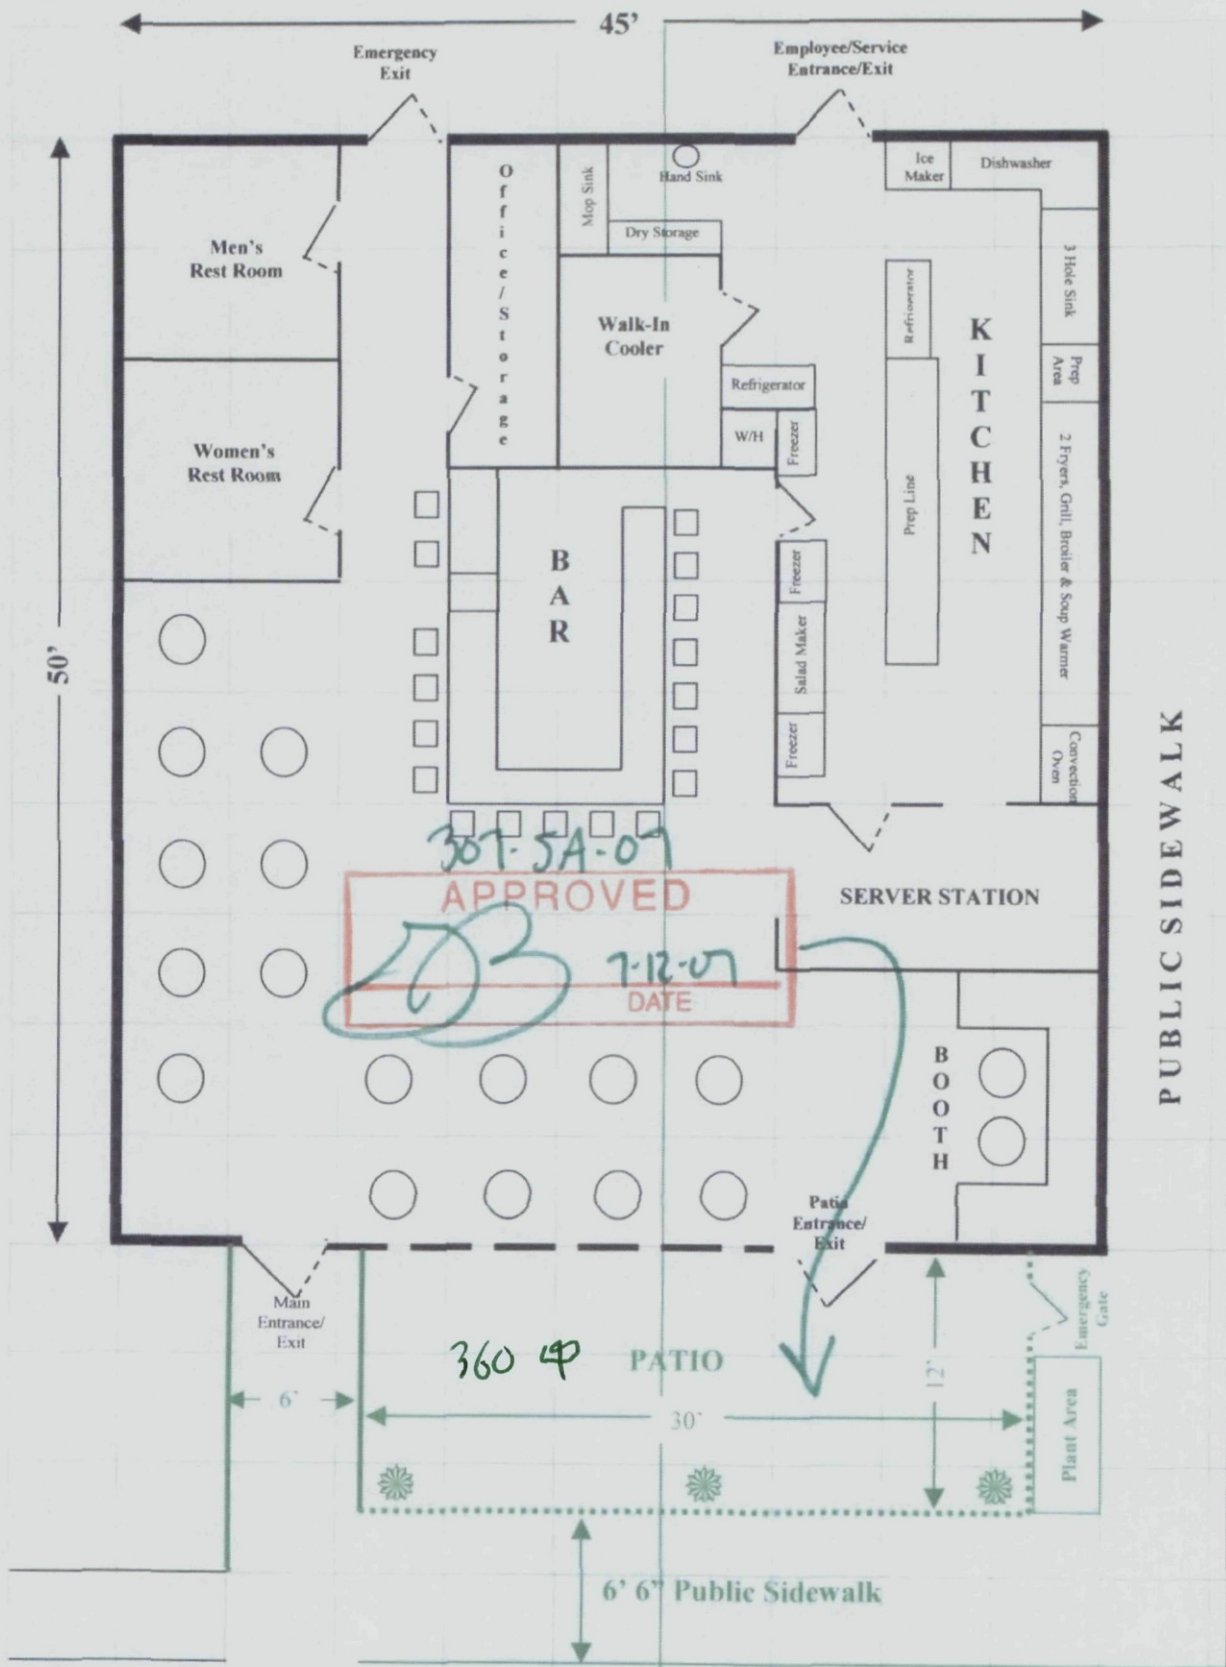 45'
Emergency
Exit
Employee/Service
Entrance/Exit
Office/Storage
Mop Sink
Hand Sink
Dry Storage
Ice
Maker
Dishwasher
Men's
Rest Room
3 Hole Sink
Refrigerator
KITCHEN
Walk-In
Cooler
Prep
Area
Refrigerator
W/H
Freezer
Women's
Rest Room
Prep Line
2 Fryers, Grill, Broiler & Soup Warmer
BAR
Freezer
Salad Maker
Freezer
Convection
Oven
50'
PUBLIC SIDEWALK
307-SA-07
APPROVED
7-12-07
DATE
SERVER STATION
BOOTH
Patio
Entrance/
Exit
Main
Entrance/
Exit
Emergency
Gate
360
PATIO
6'
30'
12'
Plant Area
6' 6" Public Sidewalk